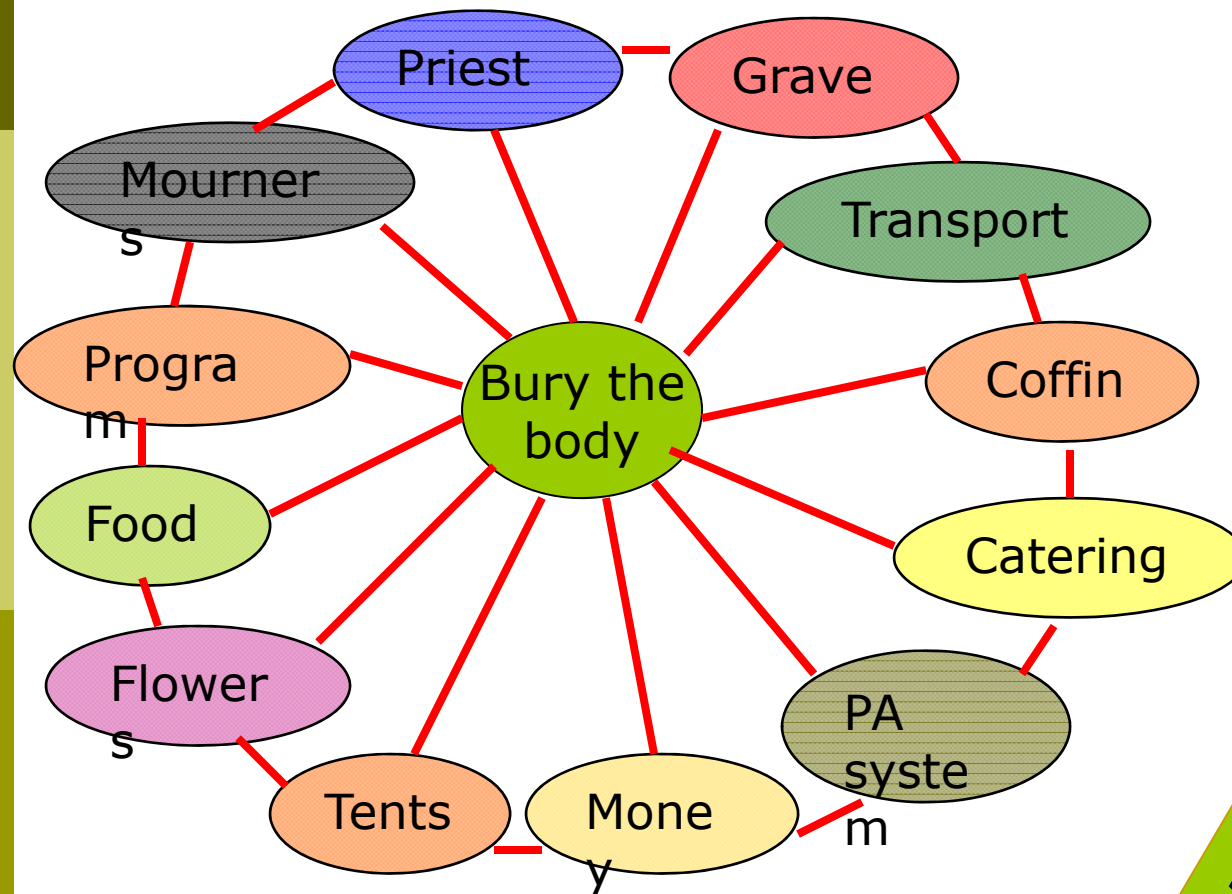 Priest
Grave
Mourner
s
Transport
Progra
m
Bury the
body
Coffin
Food
Catering
Flower
s
PA
syste
m
Tents
Mone
y